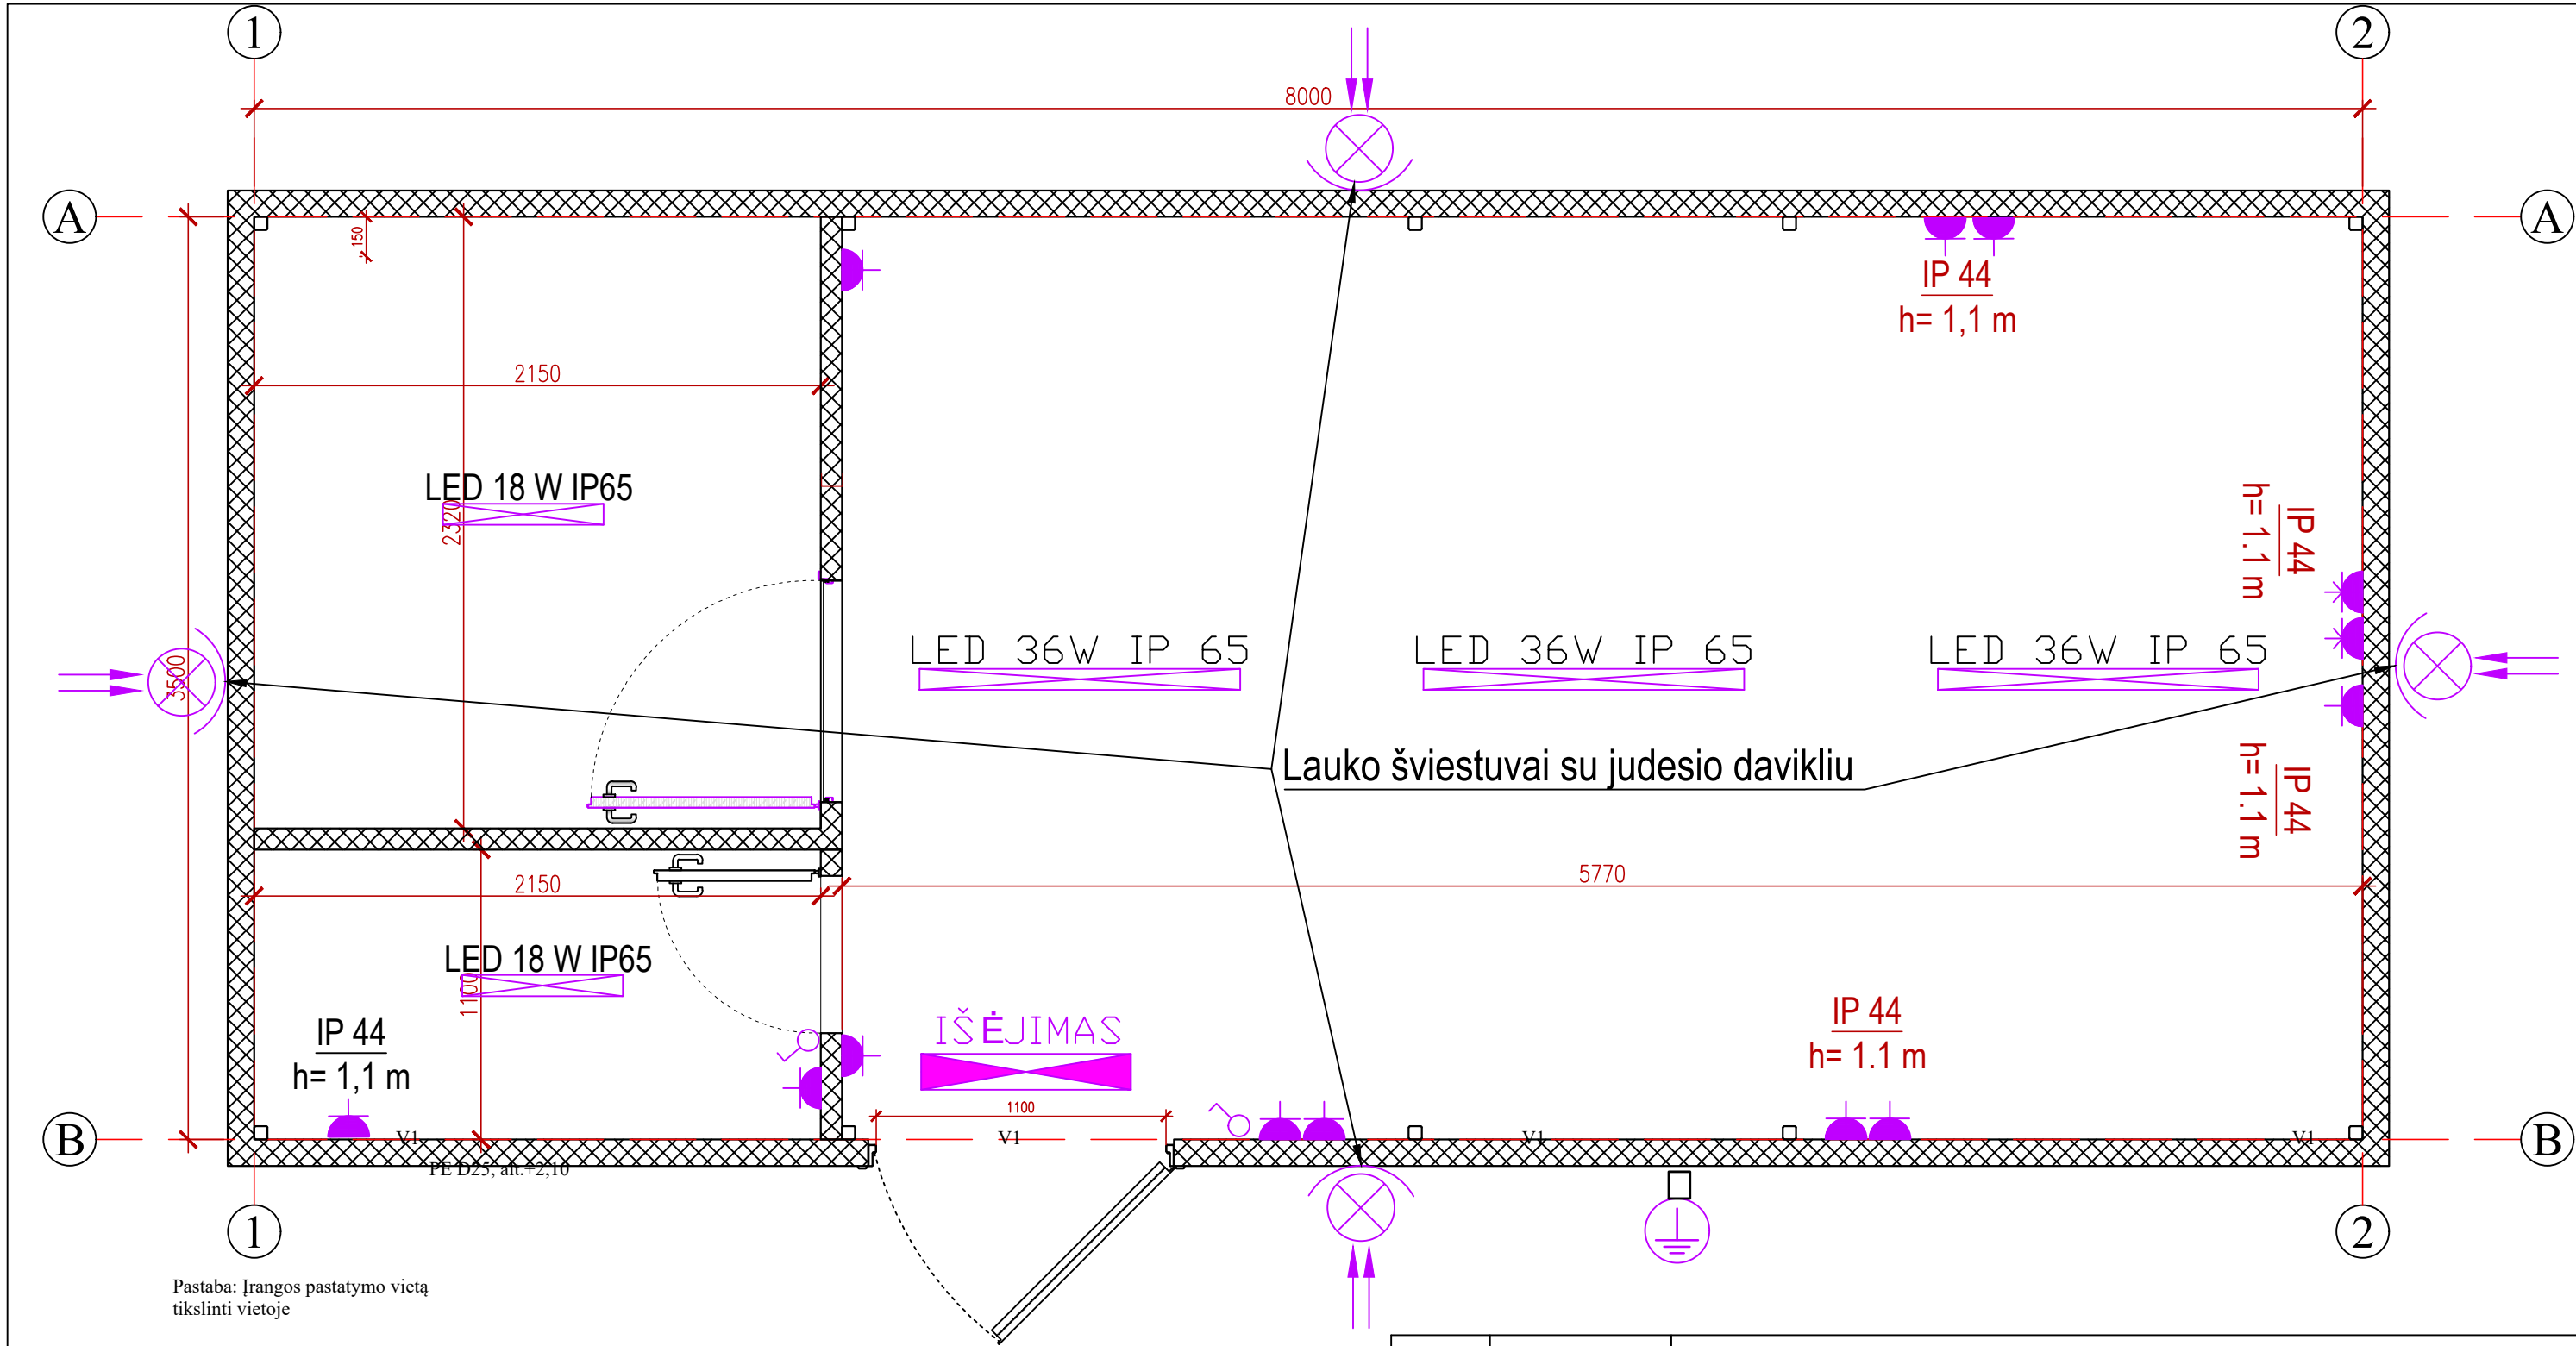 1
2
8000
A
A
150
IP 44
h= 1,1 m
2150
LED 18 W IP65
2320
IP 44
h= 1.1 m
3500
LED 36W IP 65
LED 36W IP 65
LED 36W IP 65
Lauko šviestuvai su judesio davikliu
IP 44
h= 1.1 m
2150
5770
LED 18 W IP65
1100
IP 44
h= 1,1 m
IŠĖJIMAS
IP 44
h= 1.1 m
1100
B
V1
V1
V1
V1
B
PE D25, alt.+2,10
1
2
Pastaba: Įrangos pastatymo vietą
tikslinti vietoje